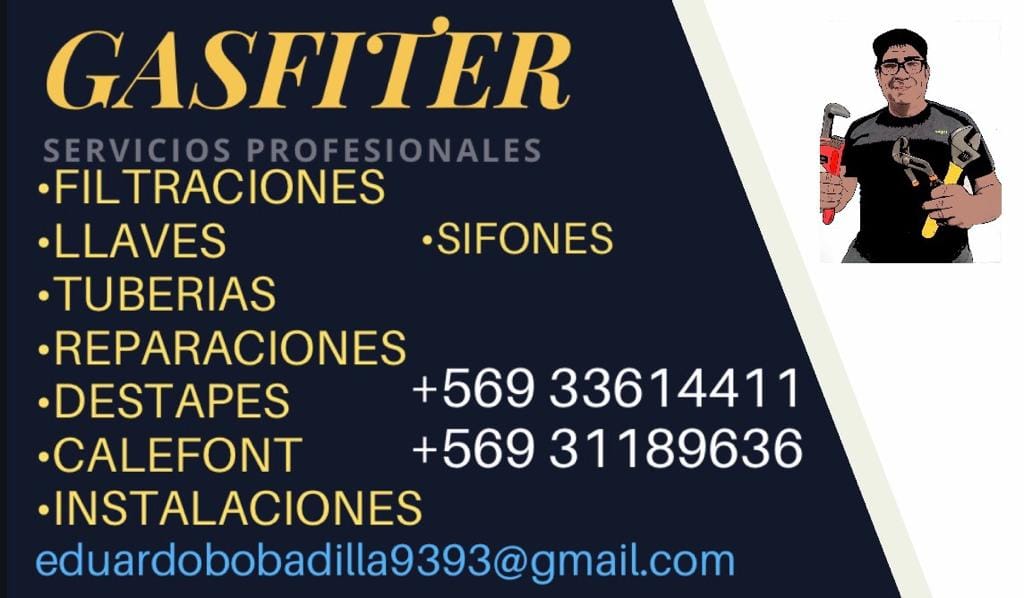 GASFITER
SERVICIOS PROFESIONALES
•FILTRACIONES
•LLAVES
•SIFONES
•TUBERIAS
•REPARACIONES
•DESTAPES
•CALEFONT
•INSTALACIONES
+569 33614411
+569 31189636
eduardobobadilla9393@gmail.com